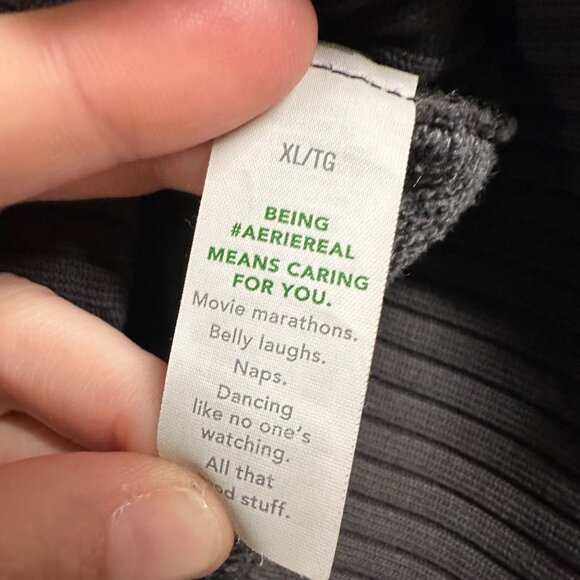 XL/TG
BEING
#AERIEREAL
MEANS CARING
FOR YOU.
Movie marathons.
Belly laughs.
Naps.
Dancing
like no one's
watching.
All that
stuff.